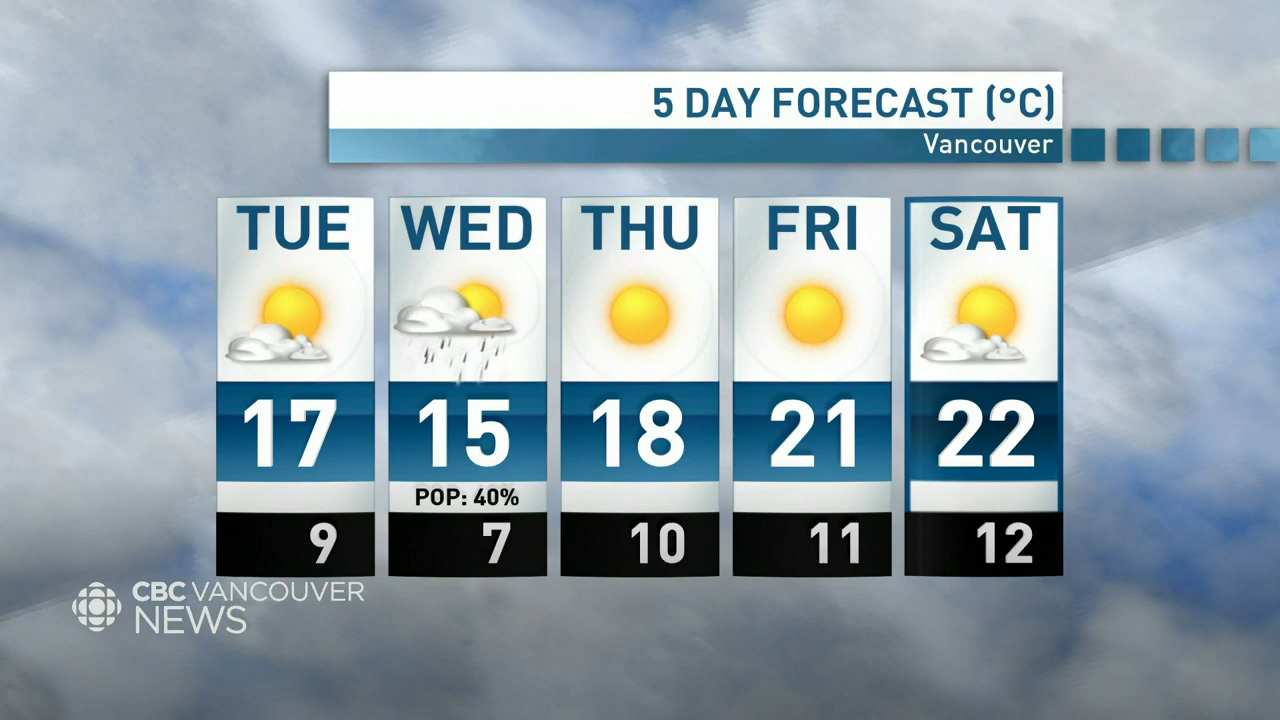 5 DAY FORECAST (°C)
Vancouver
TUE WED THU FRI SAT
17 15 18 21 22
POP: 40%
9 7 10 11 12
CBC VANCOUVER
NEWS